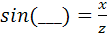 sin(___) = x/z